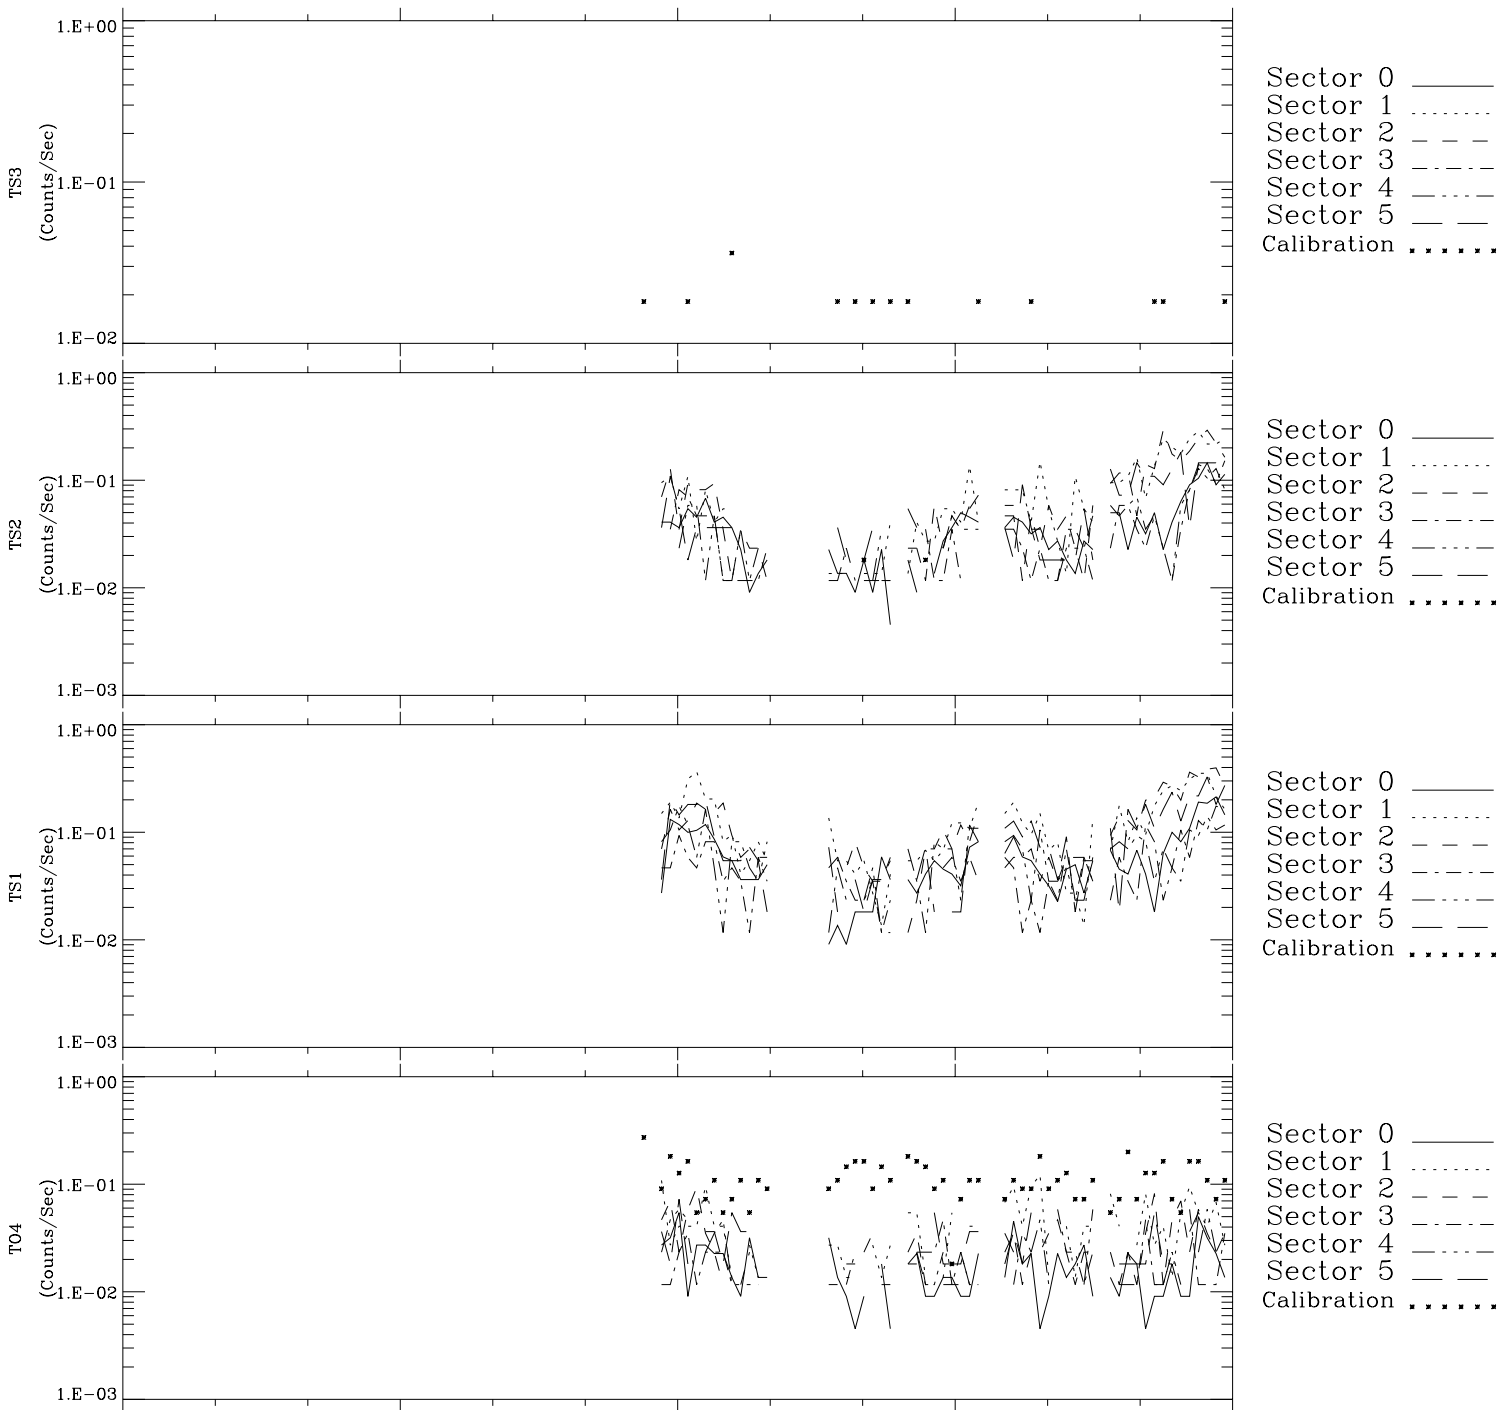 TS3
(Counts/Sec)
1.E+00
1.E-01
1.E-02
Sector 0
Sector 1
Sector 2
Sector 3
Sector 4
Sector 5
Calibration
TS2
(Counts/Sec)
1.E+00
1.E-01
1.E-02
1.E-03
Sector 0
Sector 1
Sector 2
Sector 3
Sector 4
Sector 5
Calibration
TS1
(Counts/Sec)
1.E+00
1.E-01
1.E-02
1.E-03
Sector 0
Sector 1
Sector 2
Sector 3
Sector 4
Sector 5
Calibration
TO4
(Counts/Sec)
1.E+00
1.E-01
1.E-02
1.E-03
Sector 0
Sector 1
Sector 2
Sector 3
Sector 4
Sector 5
Calibration